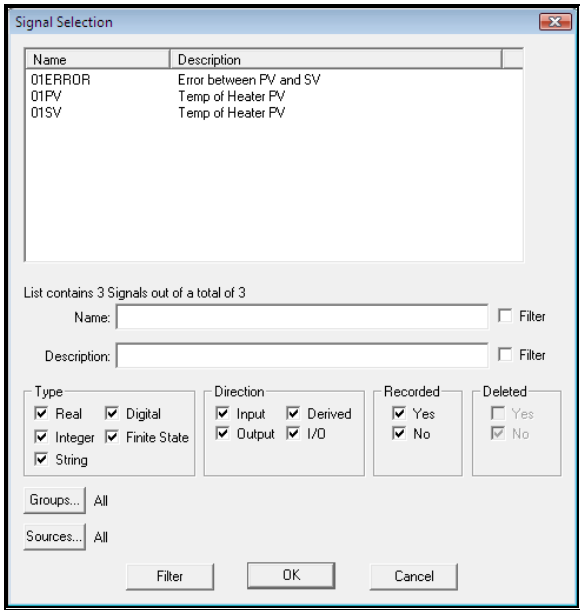 Signal Selection
Name Description
01ERROR Error between PV and SV
01PV Temp of Heater PV
01SV Temp of Heater PV
List contains 3 Signals out of a total of 3
Name: Filter
Description: Filter
Type Direction Recorded Deleted
Real Digital Input Derived Yes Yes
Integer Finite State Output I/O No No
String
Groups... All
Sources... All
Filter OK Cancel